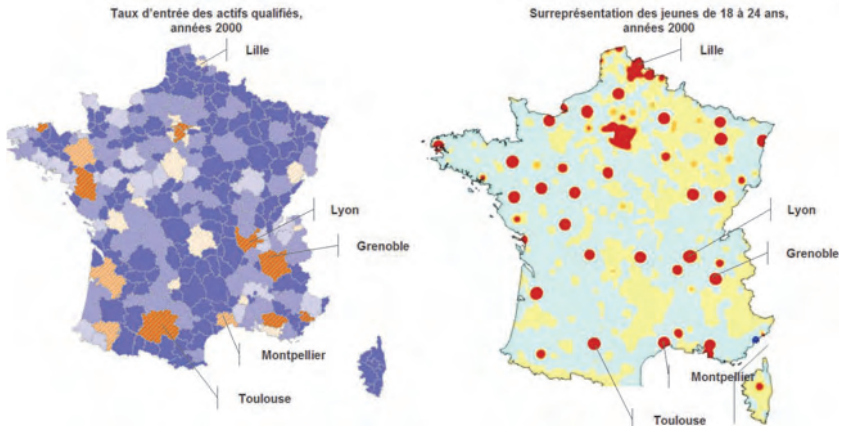 Taux d'entrée des actifs qualifiés,
années 2000
Lille
Lyon
Grenoble
Montpellier
Toulouse
Surreprésentation des jeunes de 18 à 24 ans,
années 2000
Lille
Lyon
Grenoble
Montpellier
Toulouse